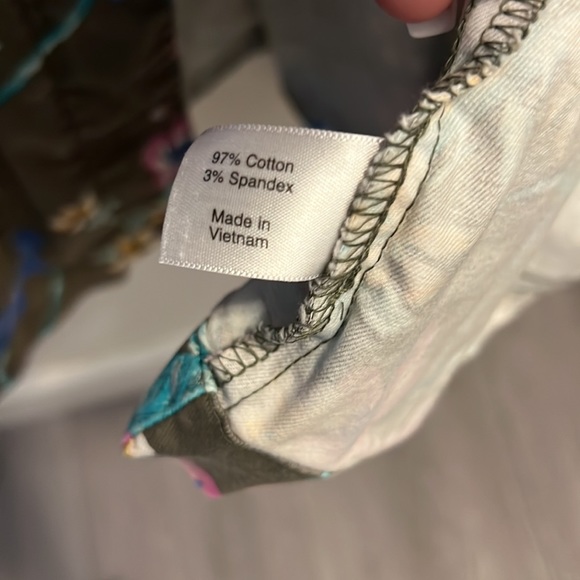 97% Cotton
3% Spandex
Made in
Vietnam